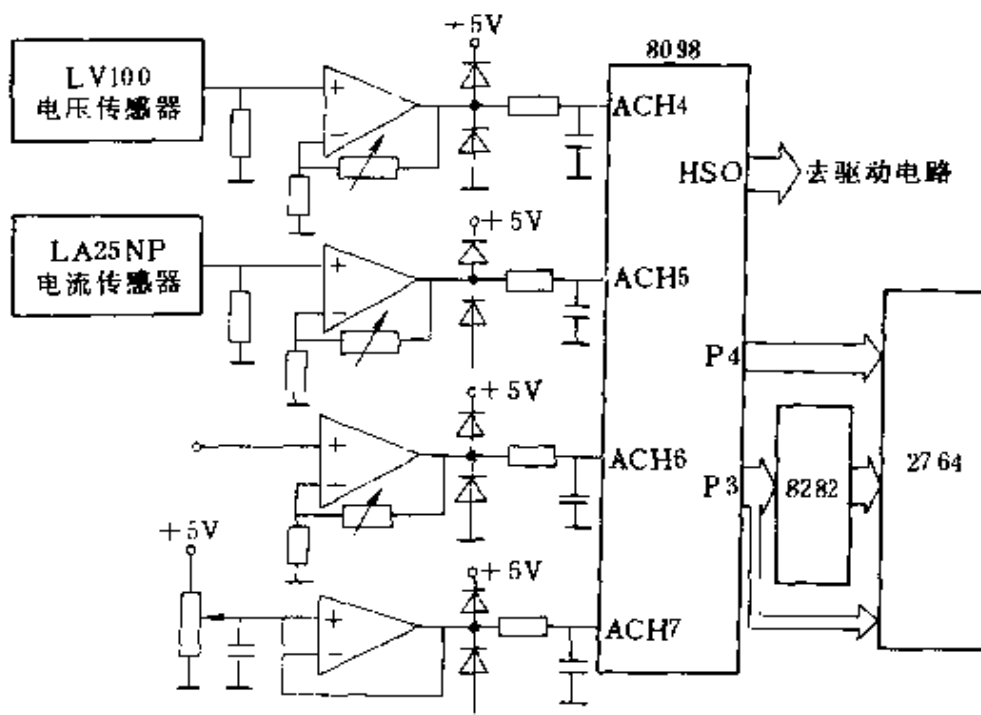 +5V
8098
LV100
电压传感器
ACH4
HSO
去驱动电路
LA25NP
电流传感器
+5V
ACH5
P4
+5V
ACH6
P3
8282
2764
+5V
+5V
ACH7
+
−
+
−
+
−
+
−